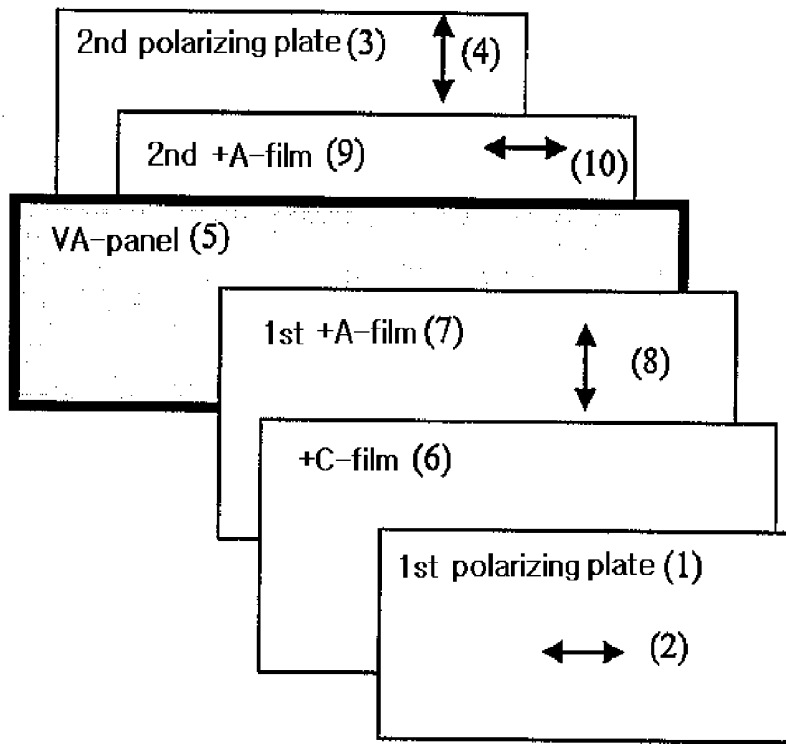 2nd polarizing plate (3)
(4)
2nd +A-film (9)
(10)
VA-panel (5)
1st +A-film (7)
(8)
+C-film (6)
1st polarizing plate (1)
(2)